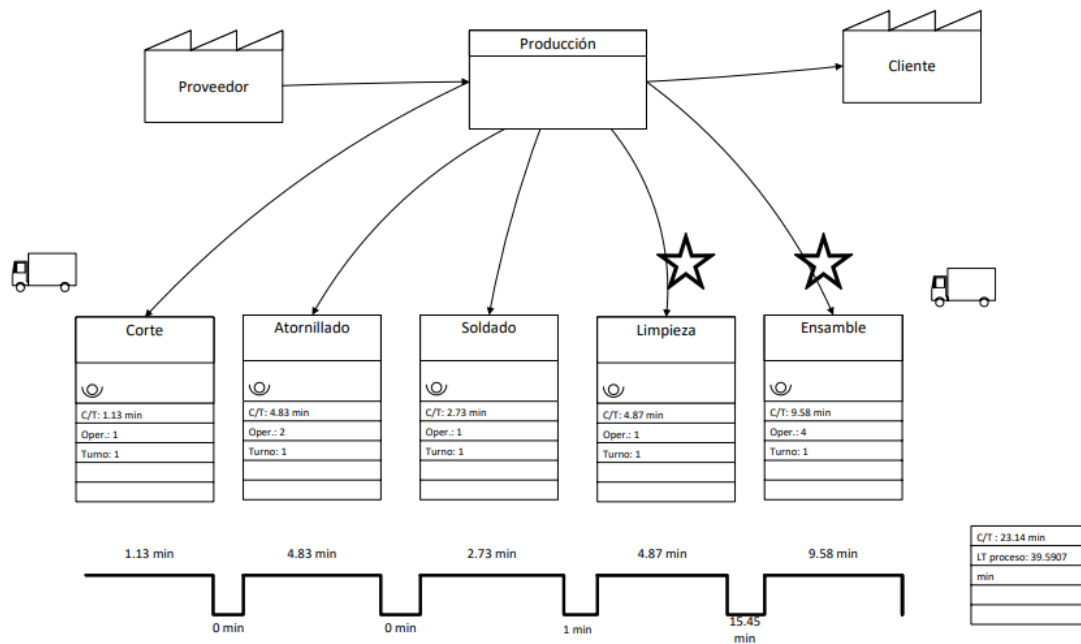 Proveedor
Producción
Cliente
Corte
C/T: 1.13 min
Oper.: 1
Turno: 1
Atornillado
C/T: 4.83 min
Oper.: 2
Turno: 1
Soldado
C/T: 2.73 min
Oper.: 1
Turno: 1
Limpieza
C/T: 4.87 min
Oper.: 1
Turno: 1
Ensamble
C/T: 9.58 min
Oper.: 4
Turno: 1
1.13 min
4.83 min
2.73 min
4.87 min
9.58 min
0 min
0 min
1 min
15.45
min
C/T : 23.14 min
LT proceso: 39.5907
min